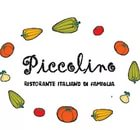 Piccolino
RISTORANTE ITALIANO DI FAMIGLIA